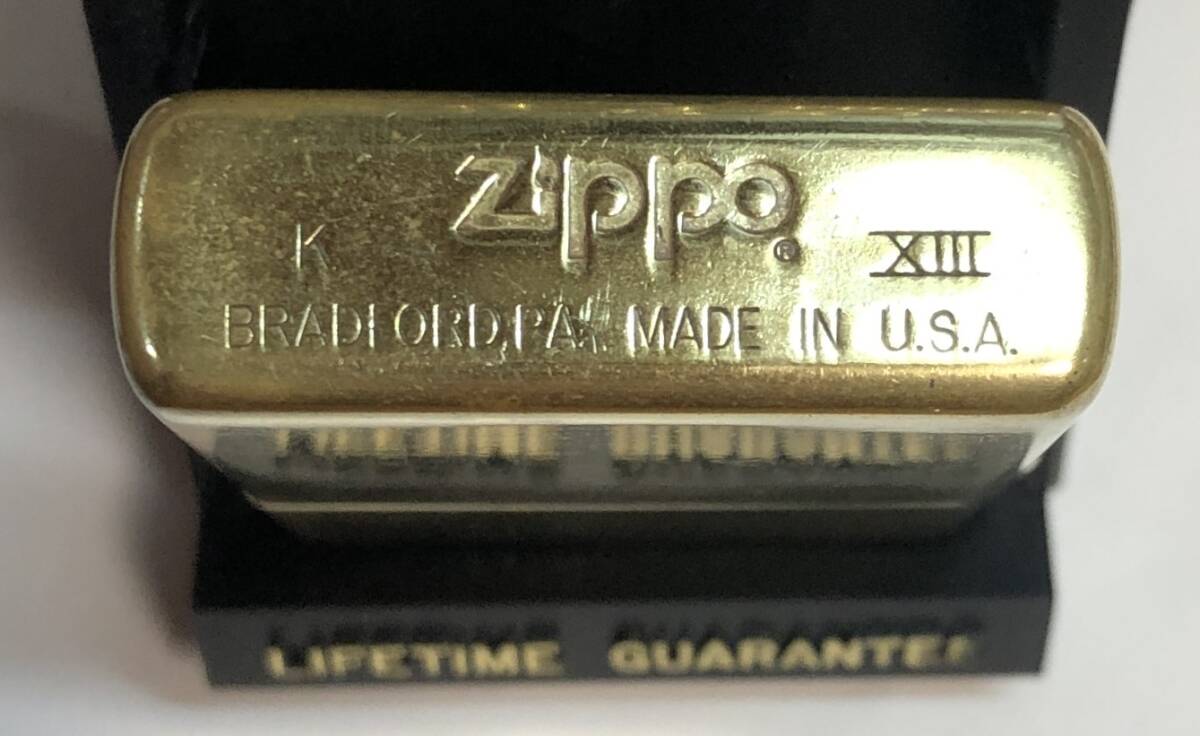 Zippo®
K XIII
BRADFORD,PA. MADE IN U.S.A.
LIFETIME GUARANTEE